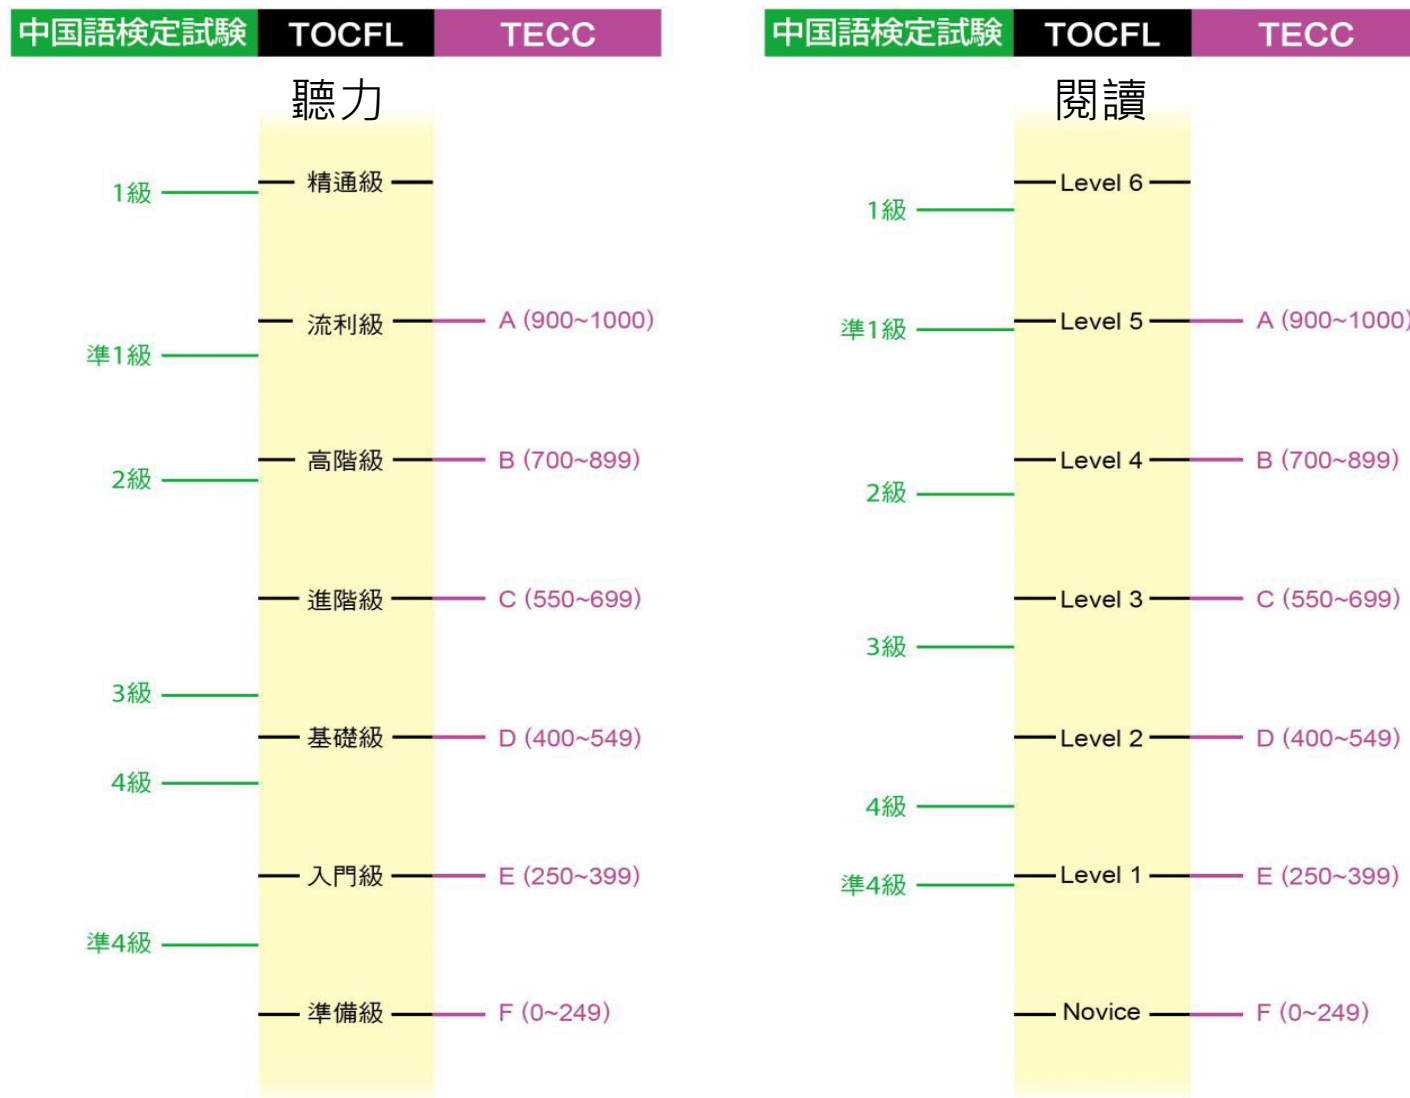 中国語検定試験 TOCFL TECC
聽力
精通級
1級
流利級 A (900~1000)
準1級
高階級 B (700~899)
2級
進階級 C (550~699)
3級
基礎級 D (400~549)
4級
入門級 E (250~399)
準4級
準備級 F (0~249)
中国語検定試験 TOCFL TECC
閱讀
Level 6
1級
Level 5 A (900~1000)
準1級
Level 4 B (700~899)
2級
Level 3 C (550~699)
3級
Level 2 D (400~549)
4級
Level 1 E (250~399)
準4級
Novice F (0~249)